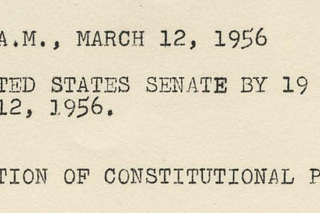 A.M., MARCH 12, 1956
TED STATES SENATE BY 19
12, 1956.
TION OF CONSTITUTIONAL P